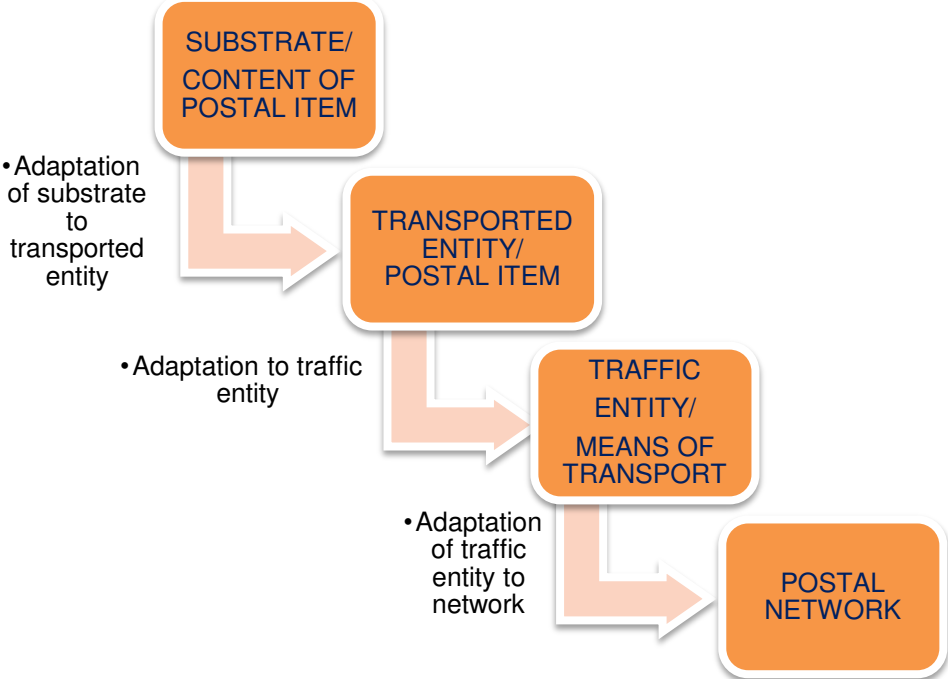 SUBSTRATE/
CONTENT OF
POSTAL ITEM
•Adaptation
of substrate
to
transported
entity
TRANSPORTED
ENTITY/
POSTAL ITEM
•Adaptation to traffic
entity
TRAFFIC
ENTITY/
MEANS OF
TRANSPORT
•Adaptation
of traffic
entity to
network
POSTAL
NETWORK